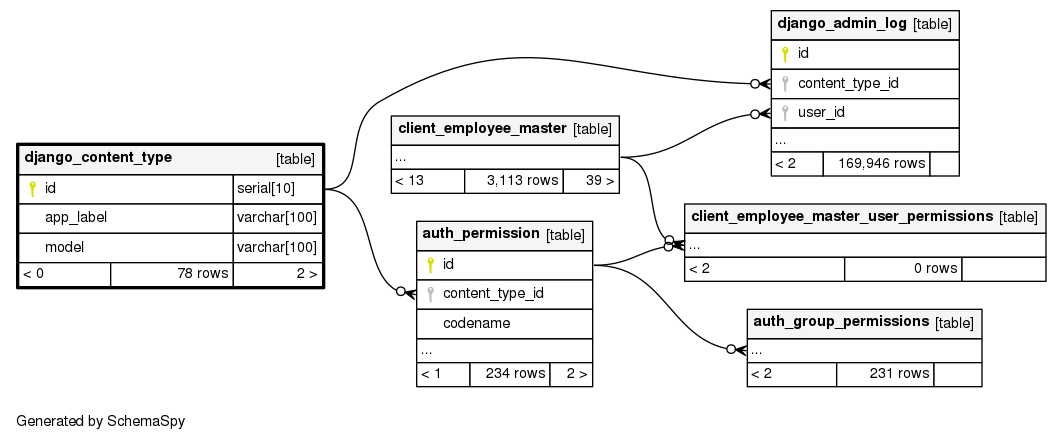 django_admin_log [table]
id
content_type_id
user_id
...
< 2 169,946 rows
client_employee_master [table]
...
< 13 3,113 rows 39 >
django_content_type [table]
id serial[10]
app_label varchar[100]
model varchar[100]
< 0 78 rows 2 >
client_employee_master_user_permissions [table]
...
< 2 0 rows
auth_permission [table]
id
content_type_id
codename
...
< 1 234 rows 2 >
auth_group_permissions [table]
...
< 2 231 rows
Generated by SchemaSpy